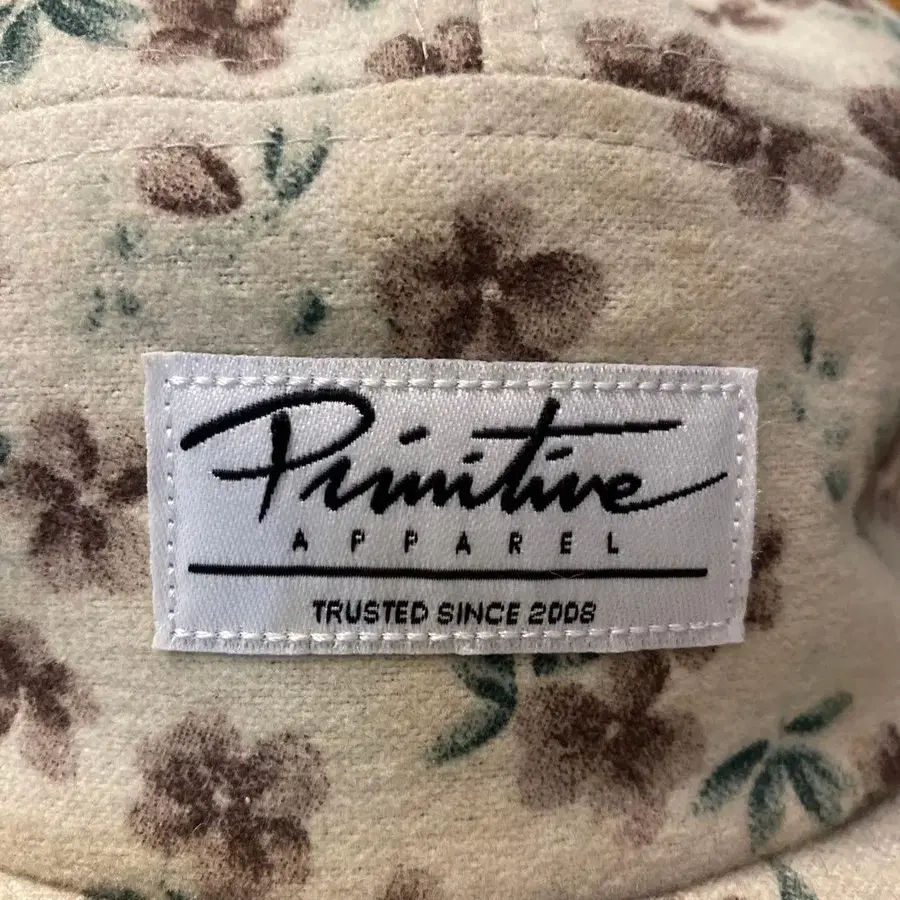 Primitive
APPAREL
TRUSTED SINCE 2008